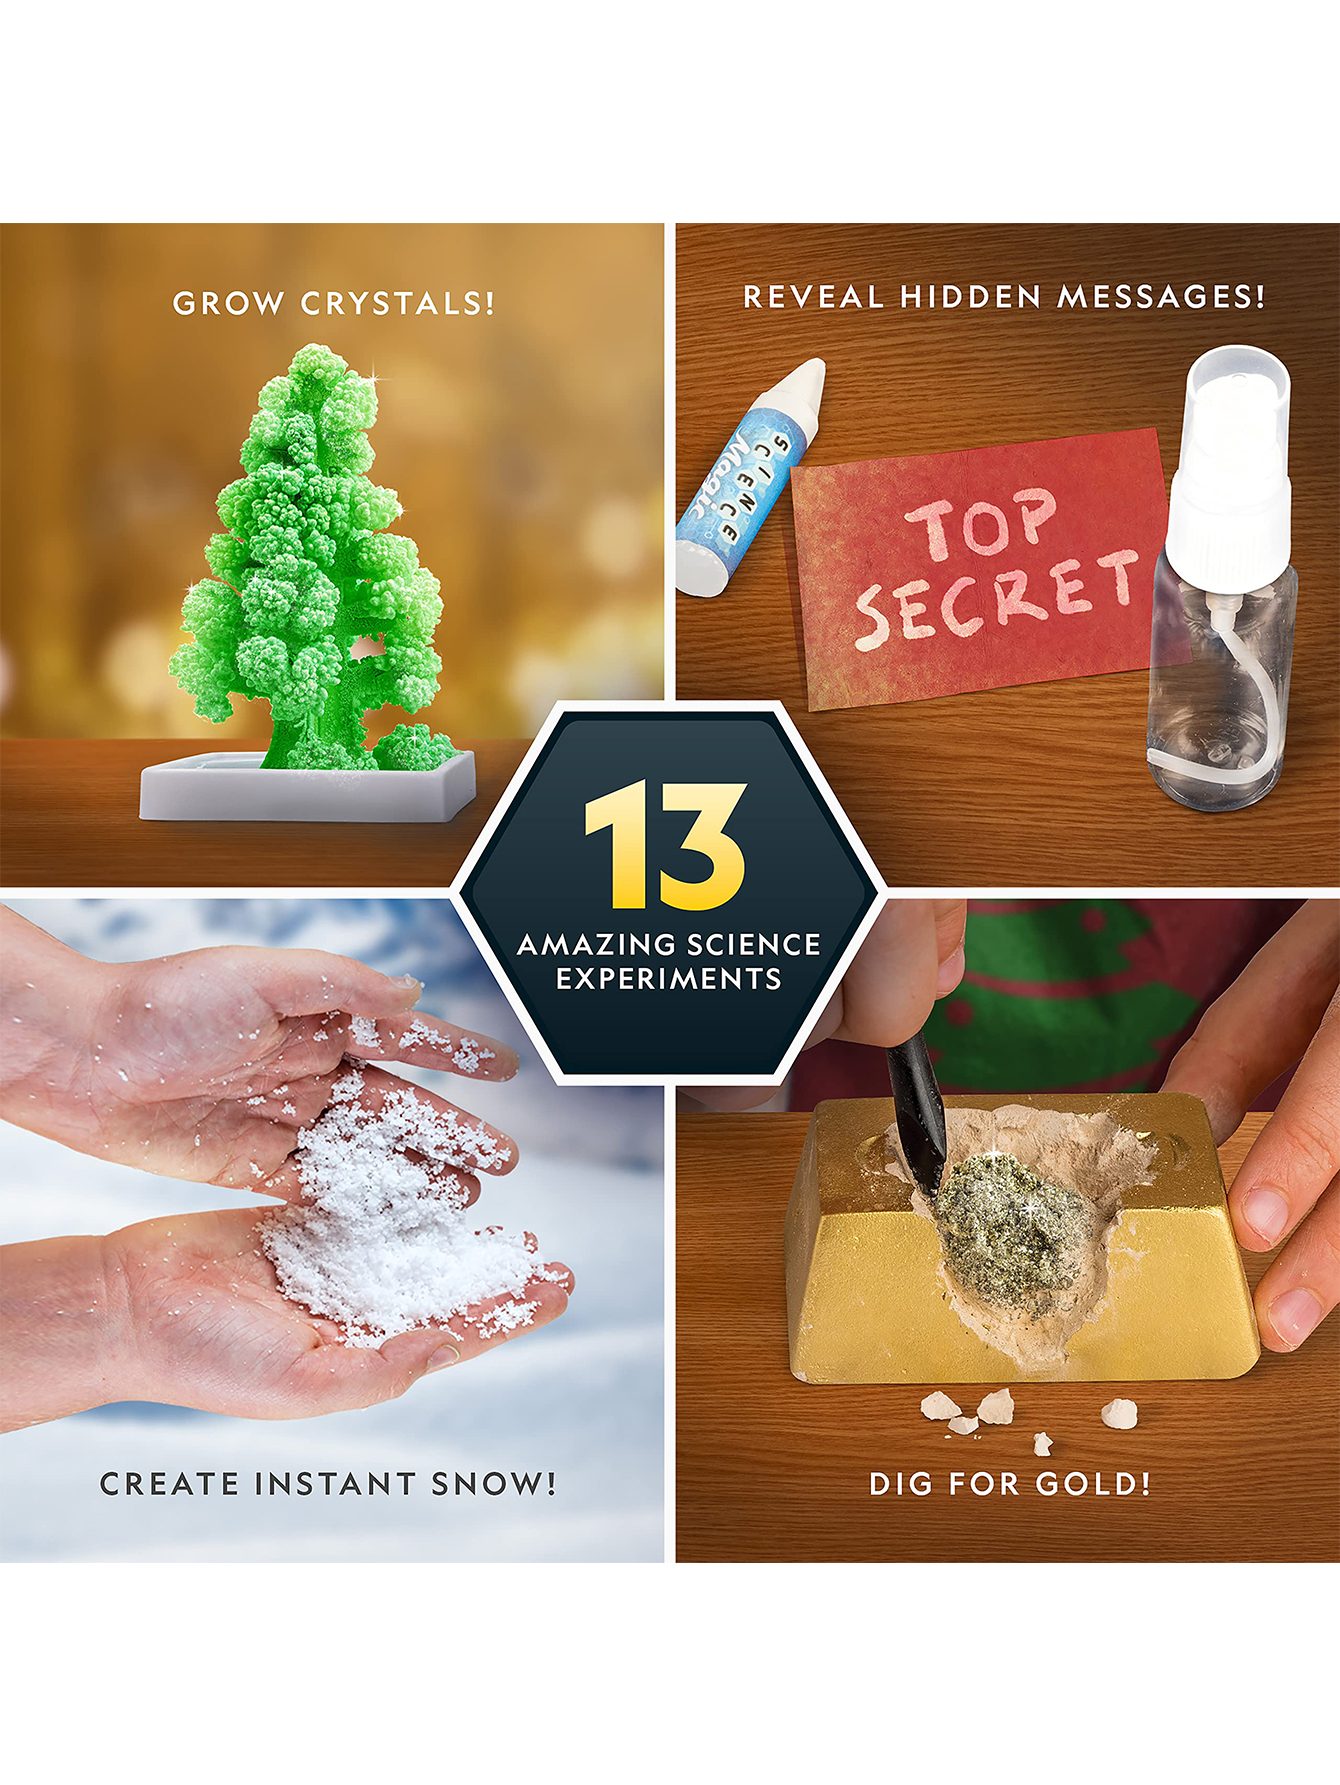 GROW CRYSTALS!
REVEAL HIDDEN MESSAGES!
SCIENCE
Magic
TOP
SECRET
13
AMAZING SCIENCE
EXPERIMENTS
CREATE INSTANT SNOW!
DIG FOR GOLD!